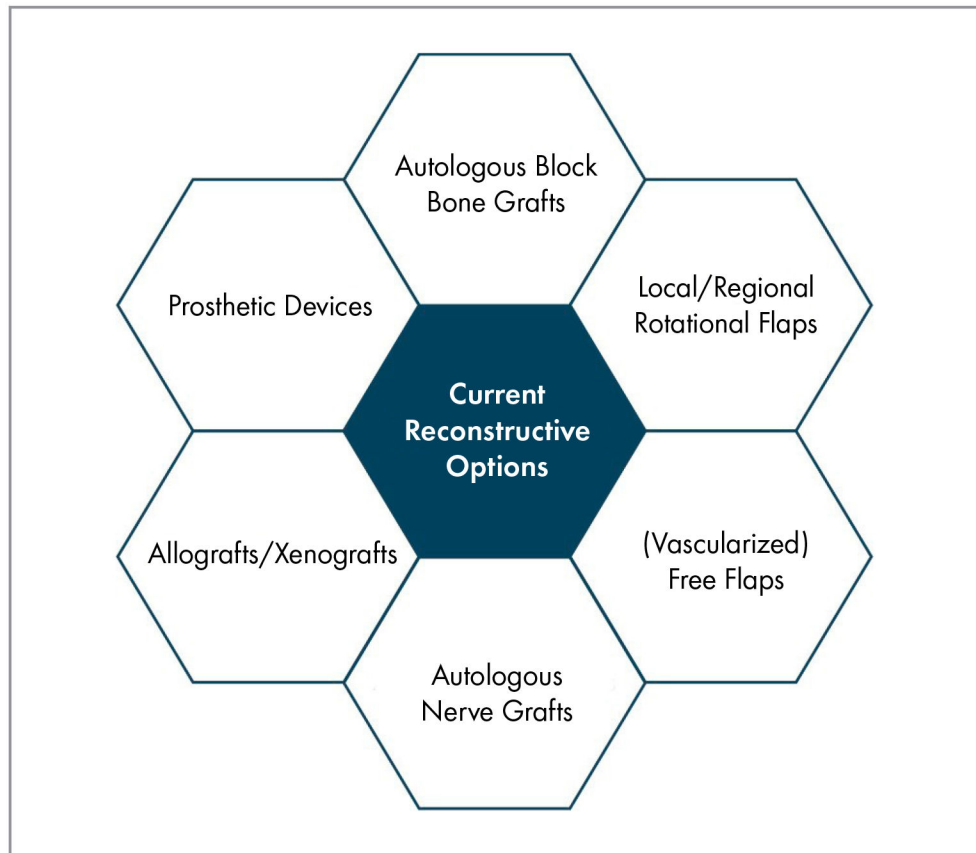 Autologous Block
Bone Grafts
Prosthetic Devices
Local/Regional
Rotational Flaps
Current
Reconstructive
Options
Allografts/Xenografts
(Vascularized)
Free Flaps
Autologous
Nerve Grafts